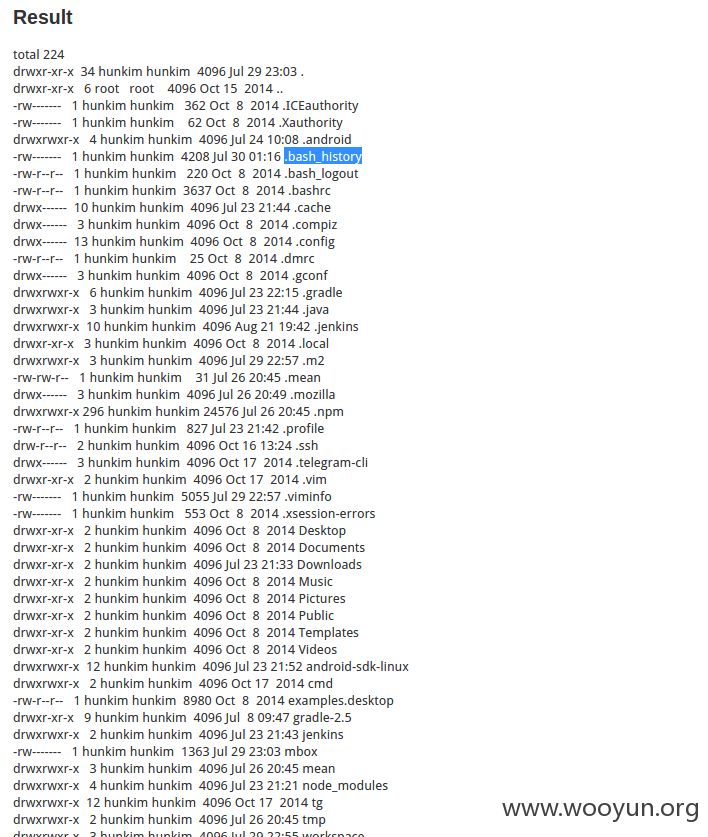 Result
total 224
drwxr-xr-x 34 hunkim hunkim 4096 Jul 29 23:03 .
drwxr-xr-x 6 root root 4096 Oct 15 2014 ..
-rw------- 1 hunkim hunkim 362 Oct 8 2014 .ICEauthority
-rw------- 1 hunkim hunkim 62 Oct 8 2014 .Xauthority
drwxrwxr-x 4 hunkim hunkim 4096 Jul 24 10:08 .android
-rw------- 1 hunkim hunkim 4208 Jul 30 01:16 .bash_history
-rw-r--r-- 1 hunkim hunkim 220 Oct 8 2014 .bash_logout
-rw-r--r-- 1 hunkim hunkim 3637 Oct 8 2014 .bashrc
drwx------ 10 hunkim hunkim 4096 Jul 23 21:44 .cache
drwx------ 3 hunkim hunkim 4096 Oct 8 2014 .compiz
drwx------ 13 hunkim hunkim 4096 Oct 8 2014 .config
-rw-r--r-- 1 hunkim hunkim 25 Oct 8 2014 .dmrc
drwx------ 3 hunkim hunkim 4096 Oct 8 2014 .gconf
drwxrwxr-x 6 hunkim hunkim 4096 Jul 23 22:15 .gradle
drwxrwxr-x 3 hunkim hunkim 4096 Jul 23 21:44 .java
drwxrwxr-x 10 hunkim hunkim 4096 Aug 21 19:42 .jenkins
drwxr-xr-x 3 hunkim hunkim 4096 Oct 8 2014 .local
drwxrwxr-x 3 hunkim hunkim 4096 Jul 29 22:57 .m2
-rw-rw-r-- 1 hunkim hunkim 31 Jul 26 20:45 .mean
drwx------ 3 hunkim hunkim 4096 Jul 26 20:49 .mozilla
drwxrwxr-x 296 hunkim hunkim 24576 Jul 26 20:45 .npm
-rw-r--r-- 1 hunkim hunkim 827 Jul 23 21:42 .profile
drw-r--r-- 2 hunkim hunkim 4096 Oct 16 13:24 .ssh
drwx------ 3 hunkim hunkim 4096 Oct 17 2014 .telegram-cli
drwxr-xr-x 2 hunkim hunkim 4096 Oct 17 2014 .vim
-rw------- 1 hunkim hunkim 5055 Jul 29 22:57 .viminfo
-rw------- 1 hunkim hunkim 553 Oct 8 2014 .xsession-errors
drwxr-xr-x 2 hunkim hunkim 4096 Oct 8 2014 Desktop
drwxr-xr-x 2 hunkim hunkim 4096 Oct 8 2014 Documents
drwxr-xr-x 2 hunkim hunkim 4096 Jul 23 21:33 Downloads
drwxr-xr-x 2 hunkim hunkim 4096 Oct 8 2014 Music
drwxr-xr-x 2 hunkim hunkim 4096 Oct 8 2014 Pictures
drwxr-xr-x 2 hunkim hunkim 4096 Oct 8 2014 Public
drwxr-xr-x 2 hunkim hunkim 4096 Oct 8 2014 Templates
drwxr-xr-x 2 hunkim hunkim 4096 Oct 8 2014 Videos
drwxrwxr-x 12 hunkim hunkim 4096 Jul 23 21:52 android-sdk-linux
drwxrwxr-x 2 hunkim hunkim 4096 Oct 17 2014 cmd
-rw-r--r-- 1 hunkim hunkim 8980 Oct 8 2014 examples.desktop
drwxr-xr-x 9 hunkim hunkim 4096 Jul 8 09:47 gradle-2.5
drwxrwxr-x 2 hunkim hunkim 4096 Jul 23 21:43 jenkins
-rw------- 1 hunkim hunkim 1363 Jul 29 23:03 mbox
drwxrwxr-x 3 hunkim hunkim 4096 Jul 26 20:45 mean
drwxrwxr-x 4 hunkim hunkim 4096 Jul 23 21:21 node_modules
drwxrwxr-x 12 hunkim hunkim 4096 Oct 17 2014 tg
drwxrwxr-x 2 hunkim hunkim 4096 Jul 26 20:45 tmp
drwxrwxr-x 3 hunkim hunkim 4096 Jul 29 22:55 workspace
www.wooyun.org